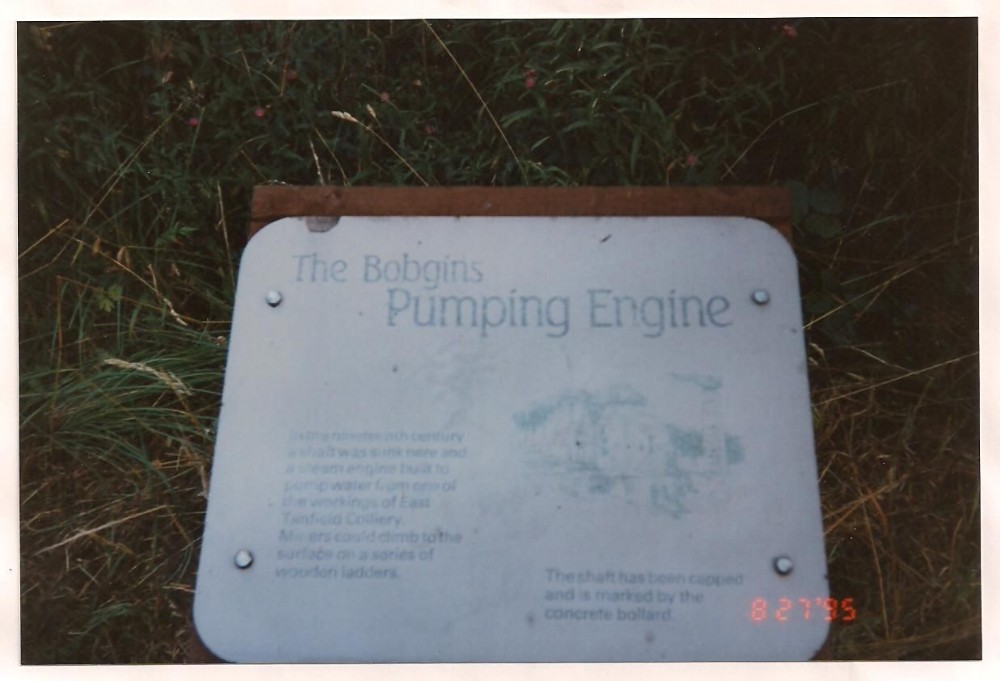 The Bobgins
Pumping Engine
In the nineteenth century
a shaft was sunk here and
a steam engine built to
pump water from one of
the workings of East
Tanfield Colliery.
Miners could climb to the
surface on a series of
wooden ladders.
The shaft has been capped
and is marked by the
concrete bollard.
8 27 '95